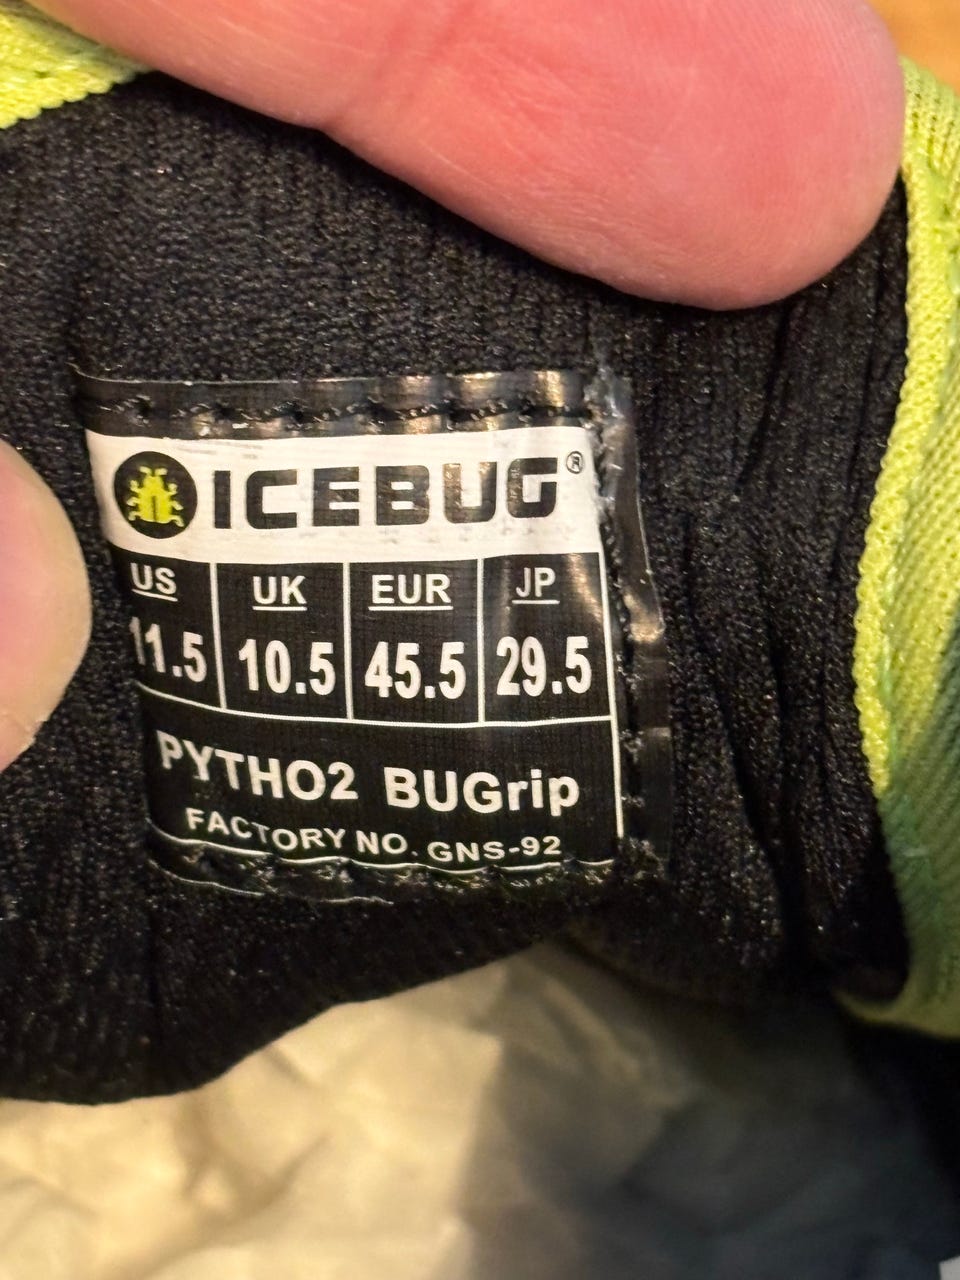 ICEBUG®
US UK EUR JP
11.5 10.5 45.5 29.5
PYTHO2 BUGrip
FACTORY NO. GNS-92